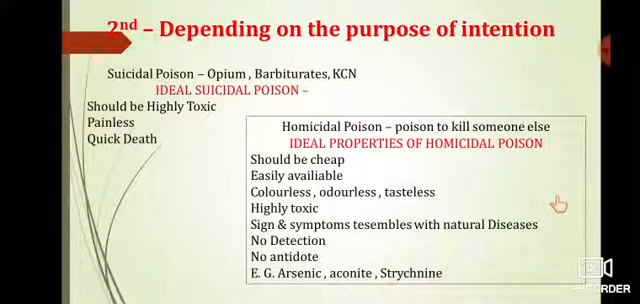 2nd – Depending on the purpose of intention
Suicidal Poison – Opium , Barbiturates, KCN
IDEAL SUICIDAL POISON –
Should be Highly Toxic
Painless
Quick Death
Homicidal Poison – poison to kill someone else
IDEAL PROPERTIES OF HOMICIDAL POISON
Should be cheap
Easily availiable
Colourless , odourless , tasteless
Highly toxic
Sign & symptoms tesembles with natural Diseases
No Detection
No antidote
E. G. Arsenic , aconite , Strychnine